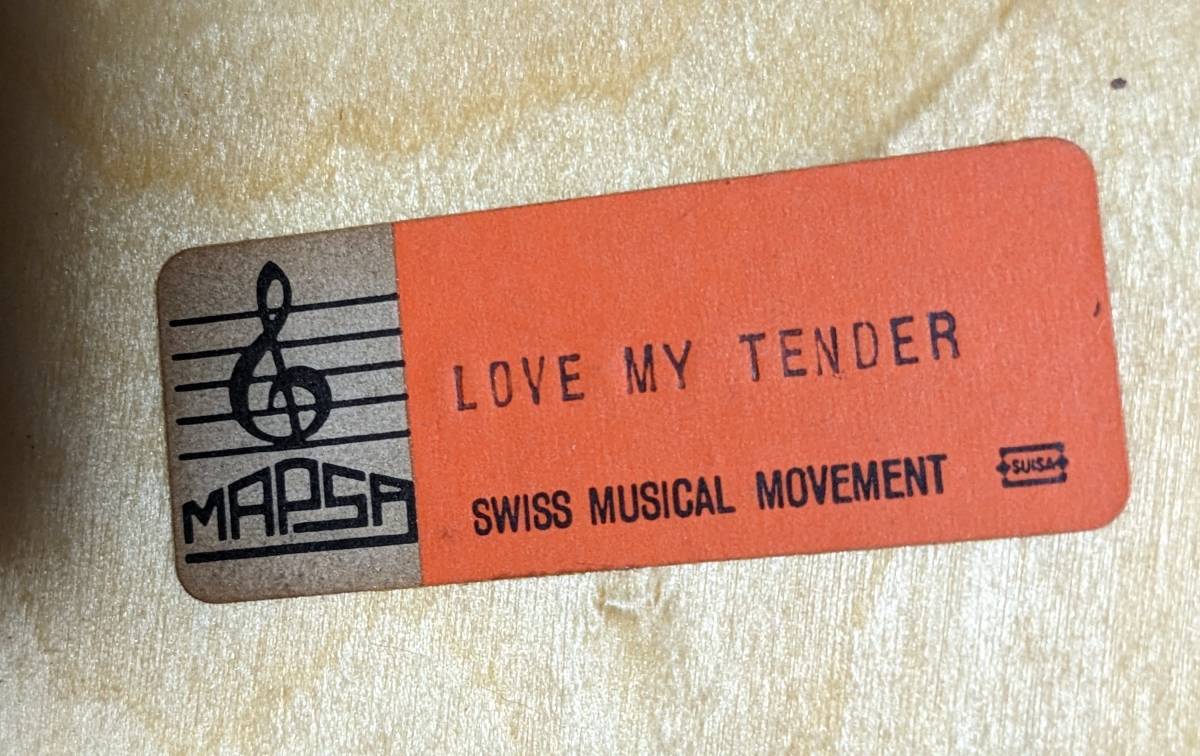 MAPSA
LOVE MY TENDER
SWISS MUSICAL MOVEMENT
SUISA